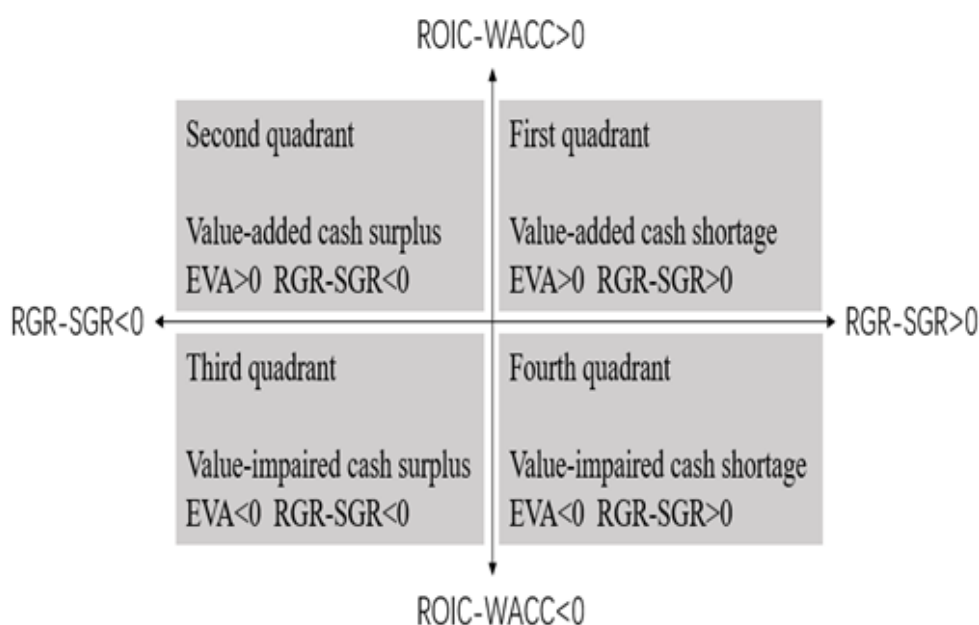 ROIC-WACC>0
Second quadrant
Value-added cash surplus
EVA>0 RGR-SGR<0
First quadrant
Value-added cash shortage
EVA>0 RGR-SGR>0
RGR-SGR<0
RGR-SGR>0
Third quadrant
Value-impaired cash surplus
EVA<0 RGR-SGR<0
Fourth quadrant
Value-impaired cash shortage
EVA<0 RGR-SGR>0
ROIC-WACC<0